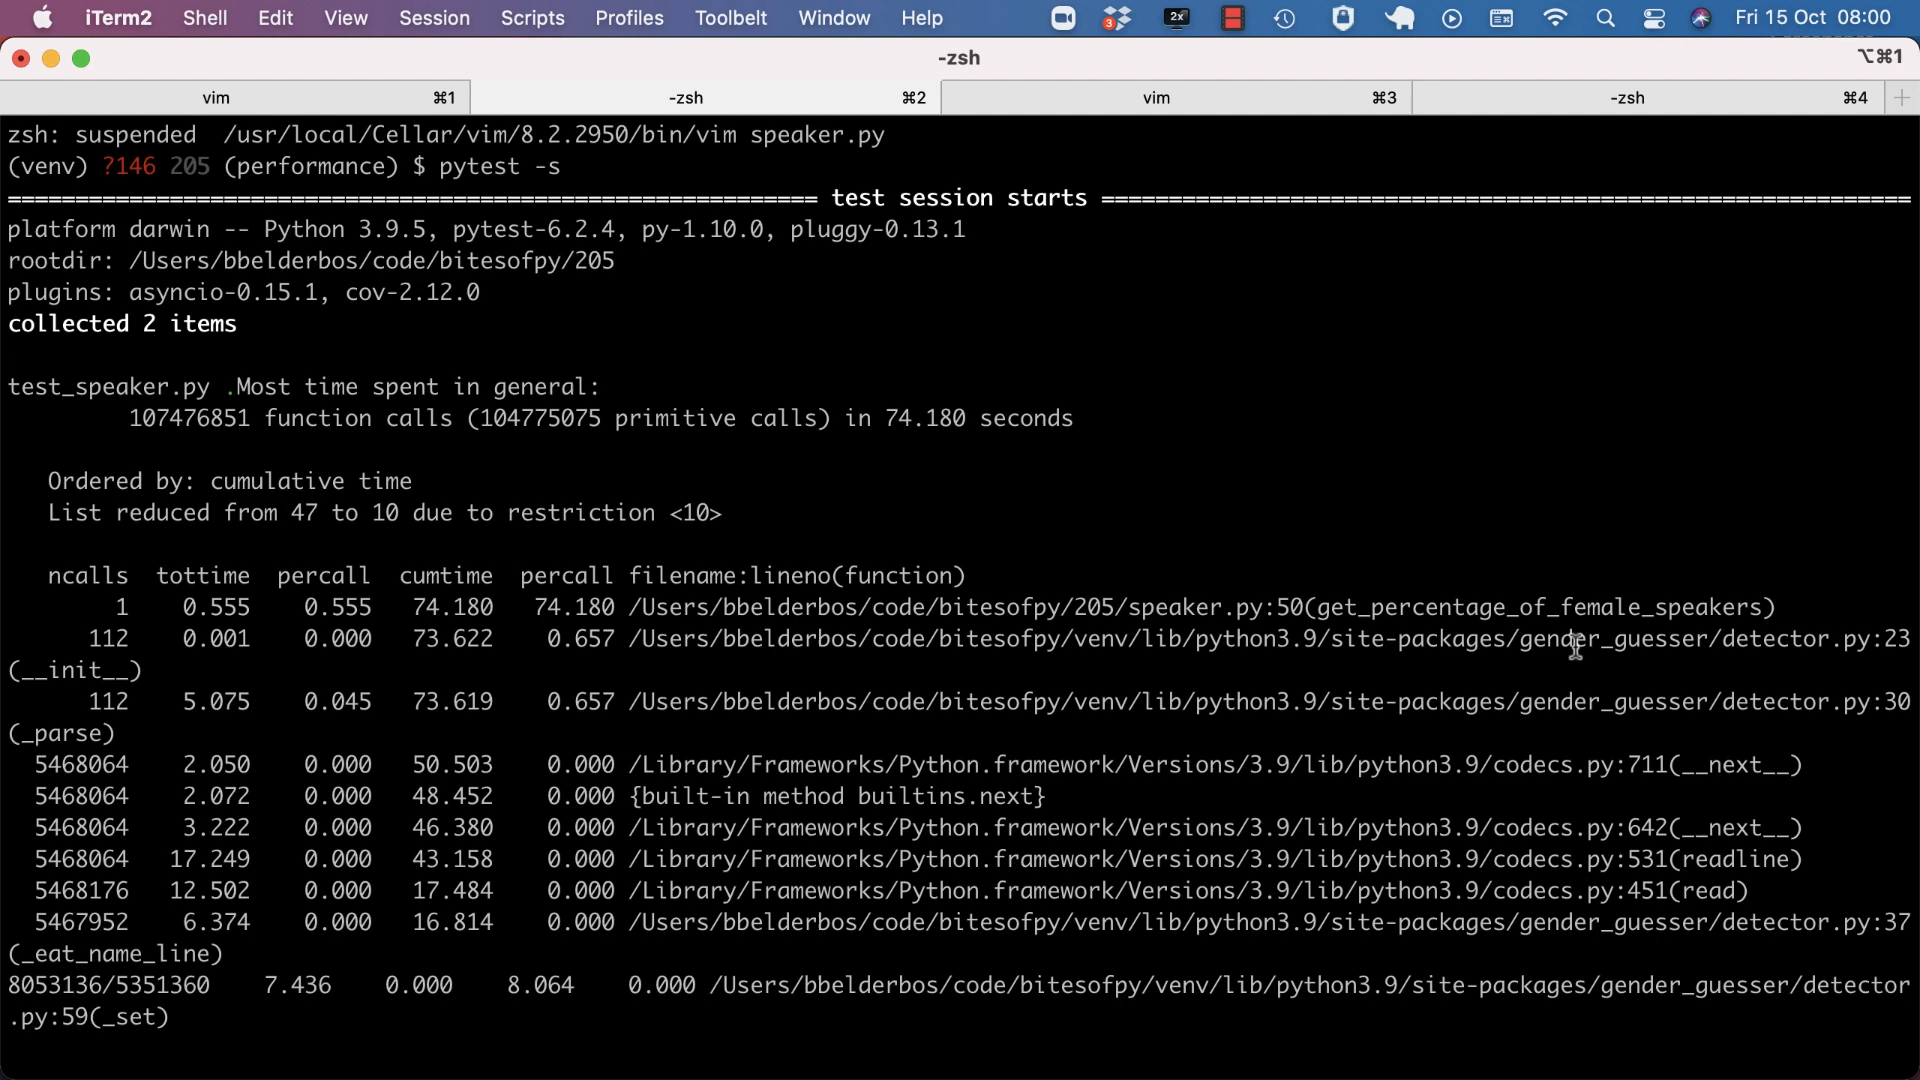 iTerm2 Shell Edit View Session Scripts Profiles Toolbelt Window Help 3 2x Fri 15 Oct 08:00
-zsh ⌥⌘1
vim ⌘1 -zsh ⌘2 vim ⌘3 -zsh ⌘4 +
zsh: suspended  /usr/local/Cellar/vim/8.2.2950/bin/vim speaker.py
(venv) ?146 205 (performance) $ pytest -s
============================================================ test session starts ============================================================
platform darwin -- Python 3.9.5, pytest-6.2.4, py-1.10.0, pluggy-0.13.1
rootdir: /Users/bbelderbos/code/bitesofpy/205
plugins: asyncio-0.15.1, cov-2.12.0
collected 2 items
test_speaker.py .Most time spent in general:
         107476851 function calls (104775075 primitive calls) in 74.180 seconds
   Ordered by: cumulative time
   List reduced from 47 to 10 due to restriction <10>
   ncalls  tottime  percall  cumtime  percall filename:lineno(function)
        1    0.555    0.555   74.180   74.180 /Users/bbelderbos/code/bitesofpy/205/speaker.py:50(get_percentage_of_female_speakers)
      112    0.001    0.000   73.622    0.657 /Users/bbelderbos/code/bitesofpy/venv/lib/python3.9/site-packages/gender_guesser/detector.py:23
(__init__)
      112    5.075    0.045   73.619    0.657 /Users/bbelderbos/code/bitesofpy/venv/lib/python3.9/site-packages/gender_guesser/detector.py:30
(_parse)
  5468064    2.050    0.000   50.503    0.000 /Library/Frameworks/Python.framework/Versions/3.9/lib/python3.9/codecs.py:711(__next__)
  5468064    2.072    0.000   48.452    0.000 {built-in method builtins.next}
  5468064    3.222    0.000   46.380    0.000 /Library/Frameworks/Python.framework/Versions/3.9/lib/python3.9/codecs.py:642(__next__)
  5468064   17.249    0.000   43.158    0.000 /Library/Frameworks/Python.framework/Versions/3.9/lib/python3.9/codecs.py:531(readline)
  5468176   12.502    0.000   17.484    0.000 /Library/Frameworks/Python.framework/Versions/3.9/lib/python3.9/codecs.py:451(read)
  5467952    6.374    0.000   16.814    0.000 /Users/bbelderbos/code/bitesofpy/venv/lib/python3.9/site-packages/gender_guesser/detector.py:37
(_eat_name_line)
8053136/5351360    7.436    0.000    8.064    0.000 /Users/bbelderbos/code/bitesofpy/venv/lib/python3.9/site-packages/gender_guesser/detector
.py:59(_set)